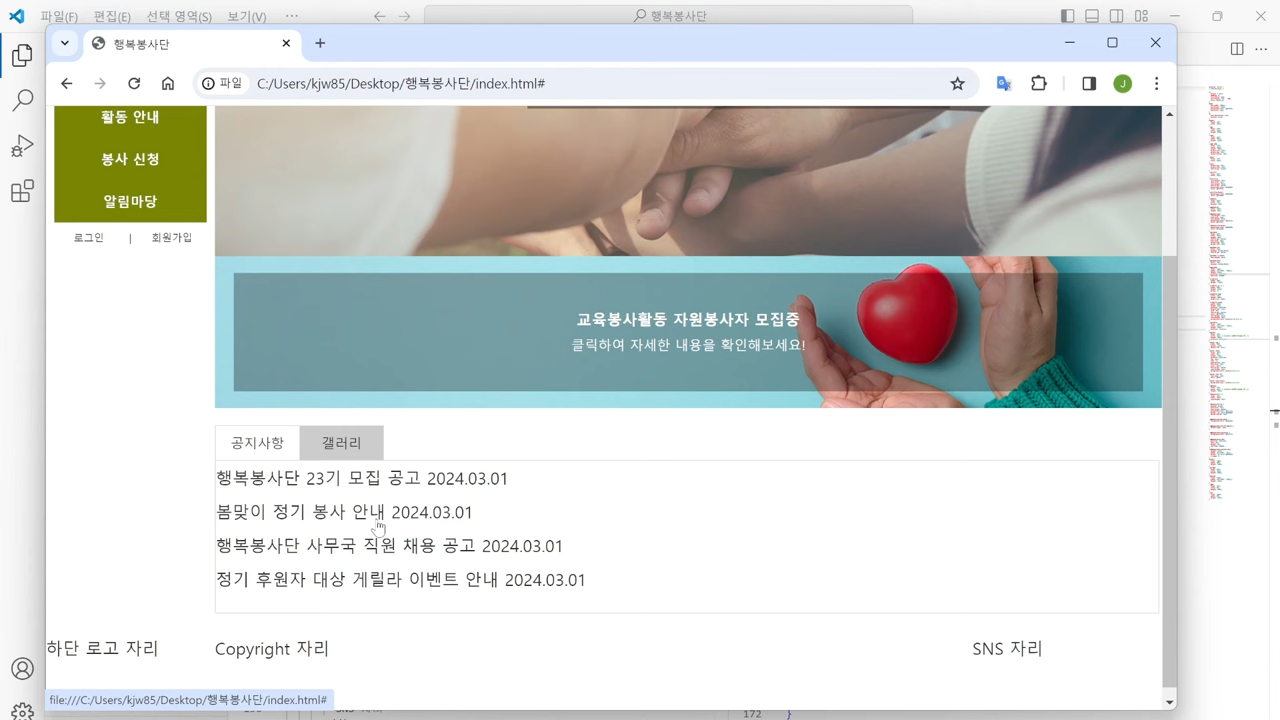 파일(F) 편집(E) 선택 영역(S) 보기(V) ··· 행복봉사단
행복봉사단
파일 C:/Users/kjw85/Desktop/행복봉사단/index.html#
J
활동 안내
봉사 신청
알림마당
로그인 | 회원가입
교육봉사활동 자원봉사자 모집중
클릭하여 자세한 내용을 확인해보세요!
공지사항 갤러리
행복봉사단 23기 모집 공고 2024.03.01
봄맞이 정기 봉사 안내 2024.03.01
행복봉사단 사무국 직원 채용 공고 2024.03.01
정기 후원자 대상 게릴라 이벤트 안내 2024.03.01
하단 로고 자리 Copyright 자리 SNS 자리
file:///C:/Users/kjw85/Desktop/행복봉사단/index.html#
172 }